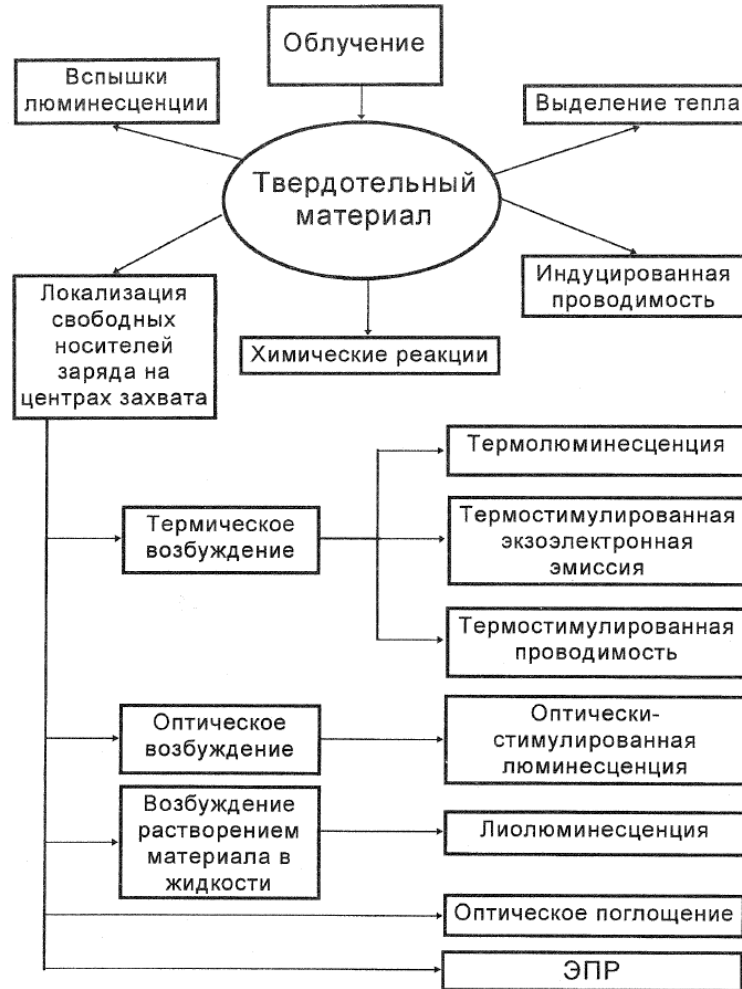 Облучение
Вспышки
люминесценции
Выделение тепла
Твердотельный
материал
Локализация
свободных
носителей
заряда на
центрах захвата
Индуцированная
проводимость
Химические реакции
Термолюминесценция
Термическое
возбуждение
Термостимулированная
экзоэлектронная
эмиссия
Термостимулированная
проводимость
Оптическое
возбуждение
Оптически-
стимулированная
люминесценция
Возбуждение
растворением
материала в
жидкости
Лиолюминесценция
Оптическое поглощение
ЭПР